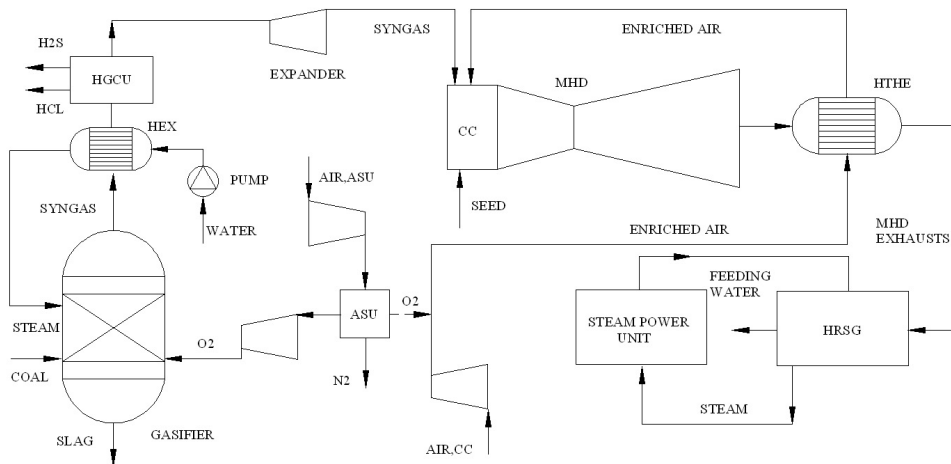 SYNGAS
ENRICHED AIR
H2S
HGCU
EXPANDER
MHD
HTHE
HCL
HEX
CC
PUMP
AIR,ASU
SYNGAS
WATER
SEED
ENRICHED AIR
MHD
EXHAUSTS
FEEDING
WATER
STEAM
O2
ASU
O2
STEAM POWER
UNIT
HRSG
COAL
N2
STEAM
SLAG
GASIFIER
AIR,CC